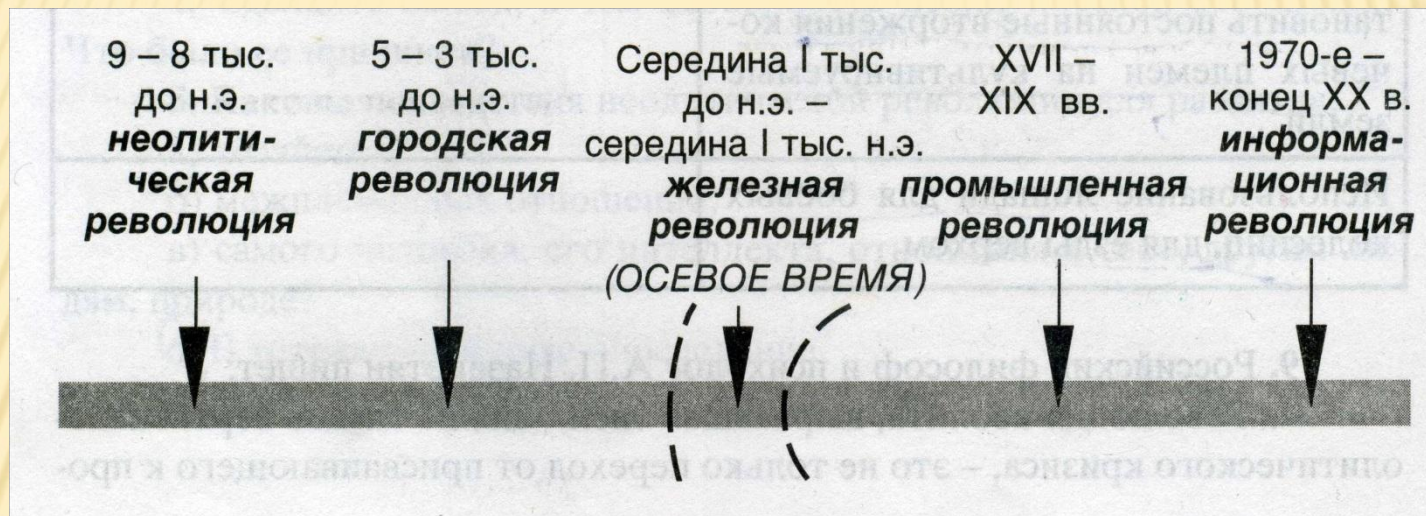 9 – 8 тыс.
до н.э.
неолити-
ческая
революция
5 – 3 тыс.
до н.э.
городская
революция
Середина I тыс.
до н.э. –
середина I тыс. н.э.
железная
революция
(ОСЕВОЕ ВРЕМЯ)
XVII –
XIX вв.
промышленная
революция
1970-е –
конец XX в.
информа-
ционная
революция